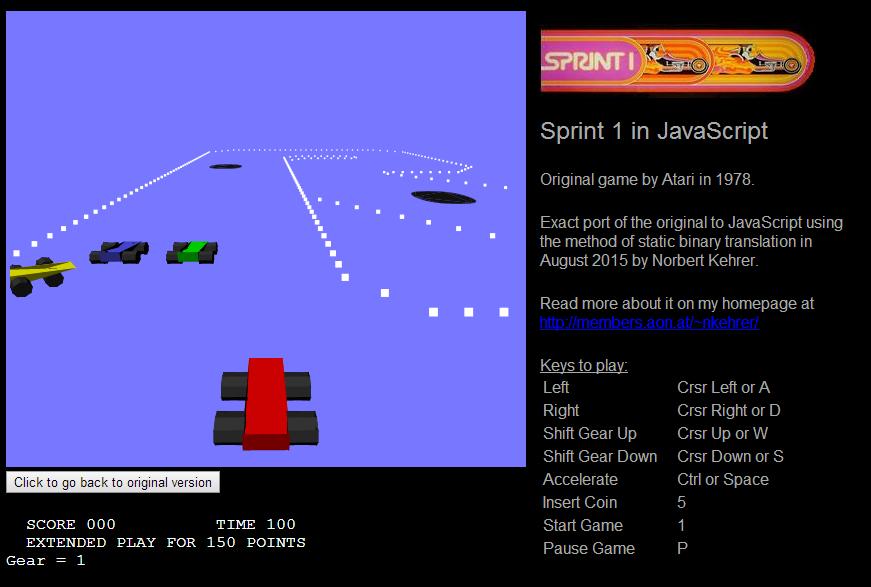 SPRINT 1
Sprint 1 in JavaScript
Original game by Atari in 1978.
Exact port of the original to JavaScript using
the method of static binary translation in
August 2015 by Norbert Kehrer.
Read more about it on my homepage at
http://members.aon.at/~nkehrer/
Keys to play:
Left Crsr Left or A
Right Crsr Right or D
Shift Gear Up Crsr Up or W
Shift Gear Down Crsr Down or S
Accelerate Ctrl or Space
Insert Coin 5
Start Game 1
Pause Game P
Click to go back to original version
SCORE 000 TIME 100
EXTENDED PLAY FOR 150 POINTS
Gear = 1